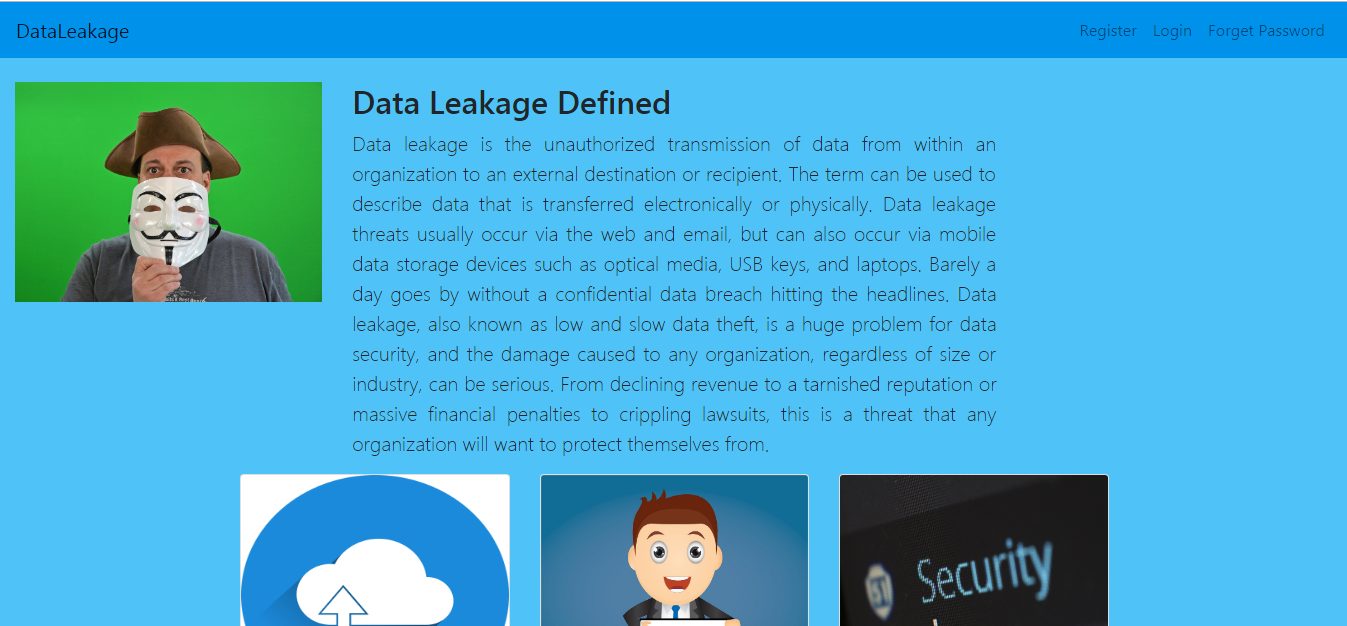 DataLeakage
Register Login Forget Password
Data Leakage Defined
Data leakage is the unauthorized transmission of data from within an
organization to an external destination or recipient. The term can be used to
describe data that is transferred electronically or physically. Data leakage
threats usually occur via the web and email, but can also occur via mobile
data storage devices such as optical media, USB keys, and laptops. Barely a
day goes by without a confidential data breach hitting the headlines. Data
leakage, also known as low and slow data theft, is a huge problem for data
security, and the damage caused to any organization, regardless of size or
industry, can be serious. From declining revenue to a tarnished reputation or
massive financial penalties to crippling lawsuits, this is a threat that any
organization will want to protect themselves from.
Security